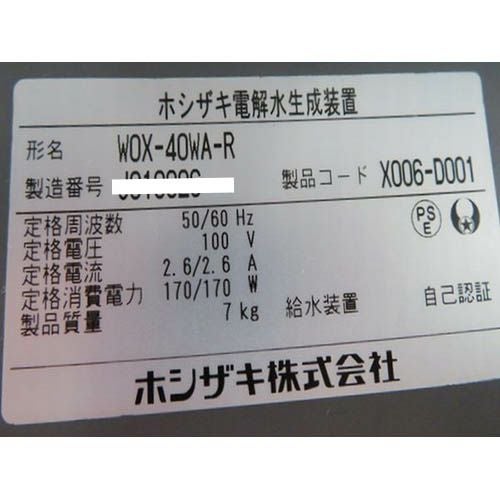 ホシザキ電解水生成装置
形名 WOX-40WA-R
製造番号 製品コード X006-D001
定格周波数 50/60 Hz
定格電圧 100 V
定格電流 2.6/2.6 A
定格消費電力 170/170 W
製品質量 7 kg 給水装置 自己認証
PSE
ホシザキ株式会社